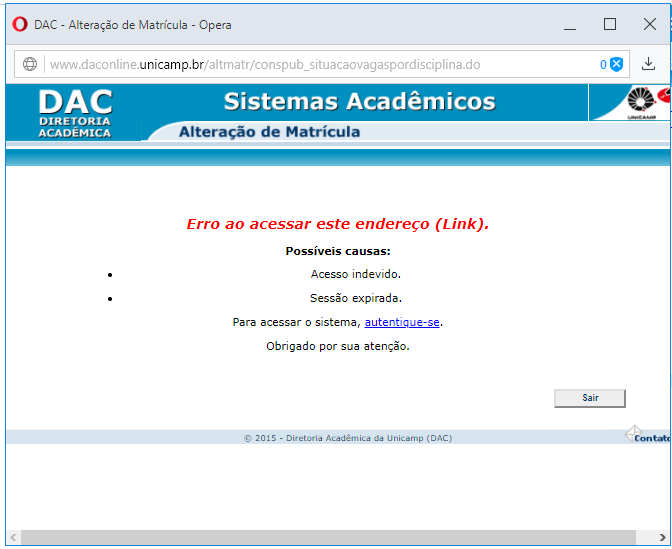 DAC - Alteração de Matrícula - Opera
www.daconline.unicamp.br/altmatr/conspub_situacaovagaspordisciplina.do
0
DAC
DIRETORIA
ACADÊMICA
Sistemas Acadêmicos
UNICAMP
Alteração de Matrícula
Erro ao acessar este endereço (Link).
Possíveis causas:
• Acesso indevido.
• Sessão expirada.
Para acessar o sistema, autentique-se.
Obrigado por sua atenção.
Sair
© 2015 - Diretoria Acadêmica da Unicamp (DAC)
Contato